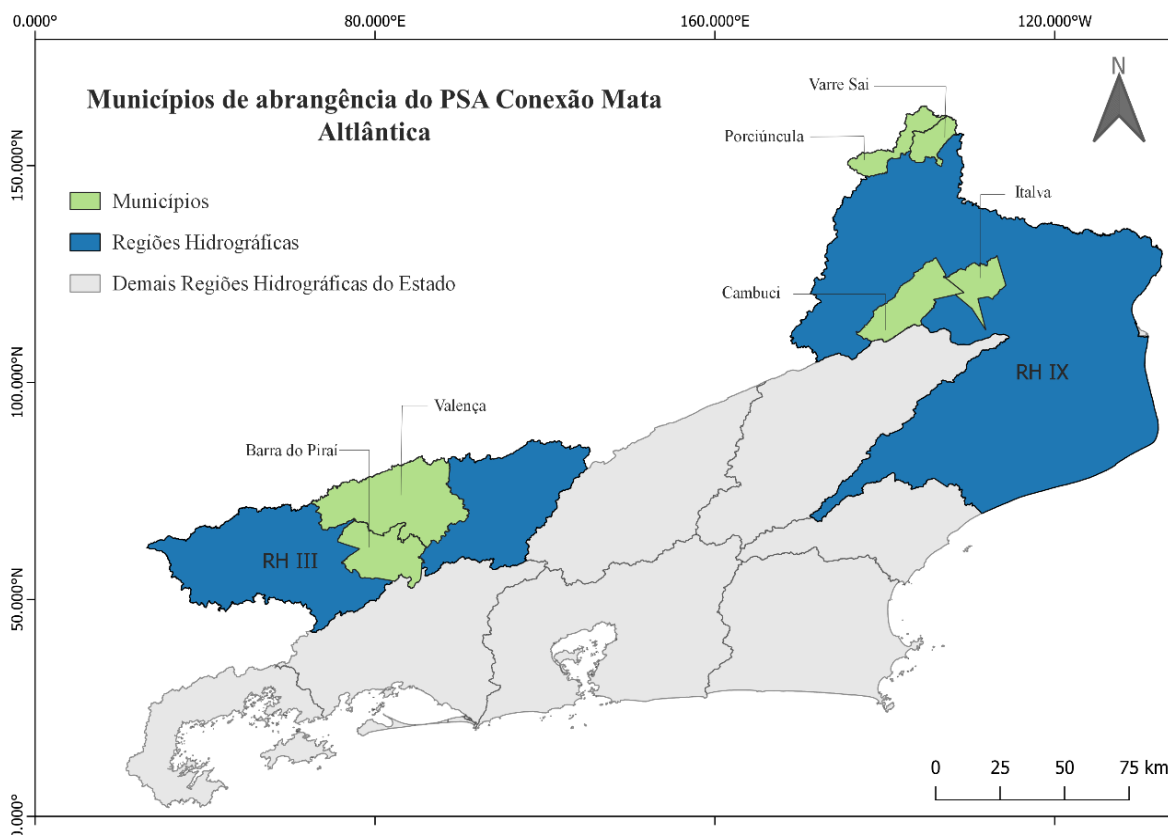 0.000°
80.000°E
160.000°E
120.000°W
N
Municípios de abrangência do PSA Conexão Mata
Altlântica
Varre Sai
Porciúncula
150.000°N
Municípios
Italva
Regiões Hidrográficas
Demais Regiões Hidrográficas do Estado
Cambuci
100.000°N
RH IX
Valença
Barra do Piraí
RH III
50.000°N
0 25 50 75 km
0.000°